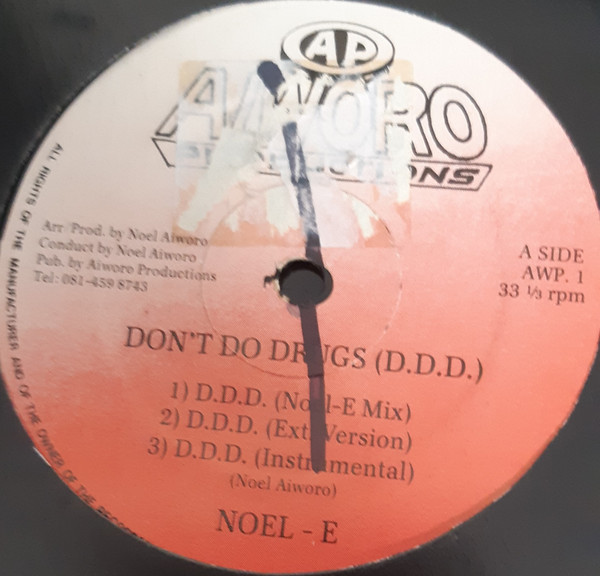 AP
AIWORO
PRODUCTIONS
ALL RIGHTS OF THE MANUFACTURER AND OF THE OWNER OF THE RECORDED
Arr/Prod. by Noel Aiworo
Conduct by Noel Aiworo
Pub. by Aiworo Productions
Tel: 081-459 8743
A SIDE
AWP. 1
33 ⅓ rpm
DON'T DO DRUGS (D.D.D.)
1) D.D.D. (Noel-E Mix)
2) D.D.D. (Ext. Version)
3) D.D.D. (Instrumental)
(Noel Aiworo)
NOEL - E